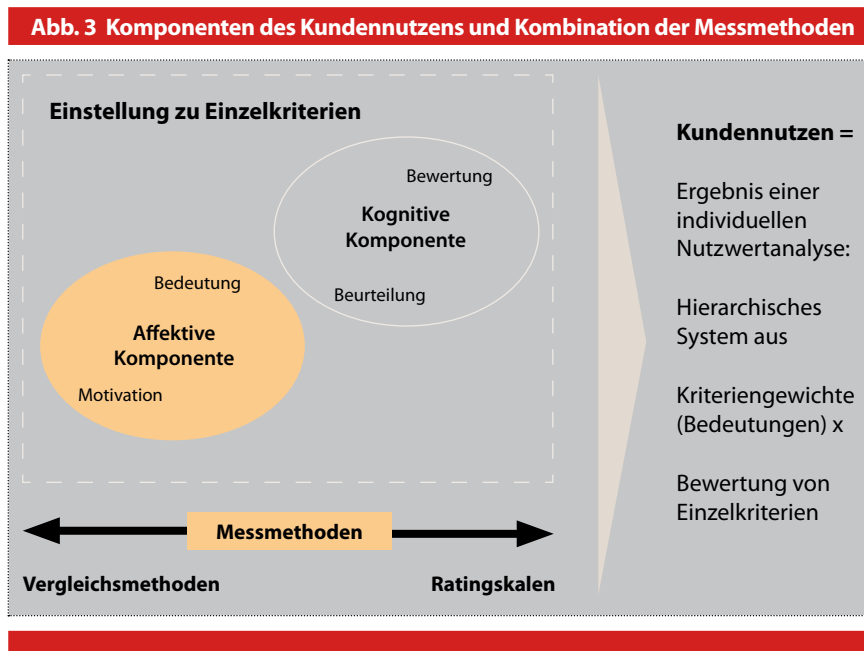 Abb. 3 Komponenten des Kundennutzens und Kombination der Messmethoden
Einstellung zu Einzelkriterien
Bewertung
Kognitive
Komponente
Beurteilung
Bedeutung
Affektive
Komponente
Motivation
Messmethoden
Vergleichsmethoden
Ratingskalen
Kundennutzen =
Ergebnis einer
individuellen
Nutzwertanalyse:
Hierarchisches
System aus
Kriteriengewichte
(Bedeutungen) x
Bewertung von
Einzelkriterien